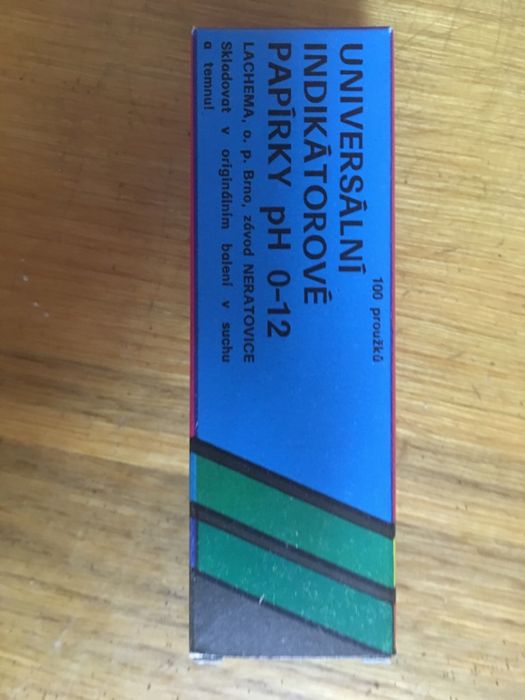 100 proužků
UNIVERSÁLNÍ
INDIKÁTOROVÉ
PAPÍRKY pH 0-12
LACHEMA, o. p. Brno, závod NERATOVICE
Skladovat v originálním balení v suchu
a temnu!